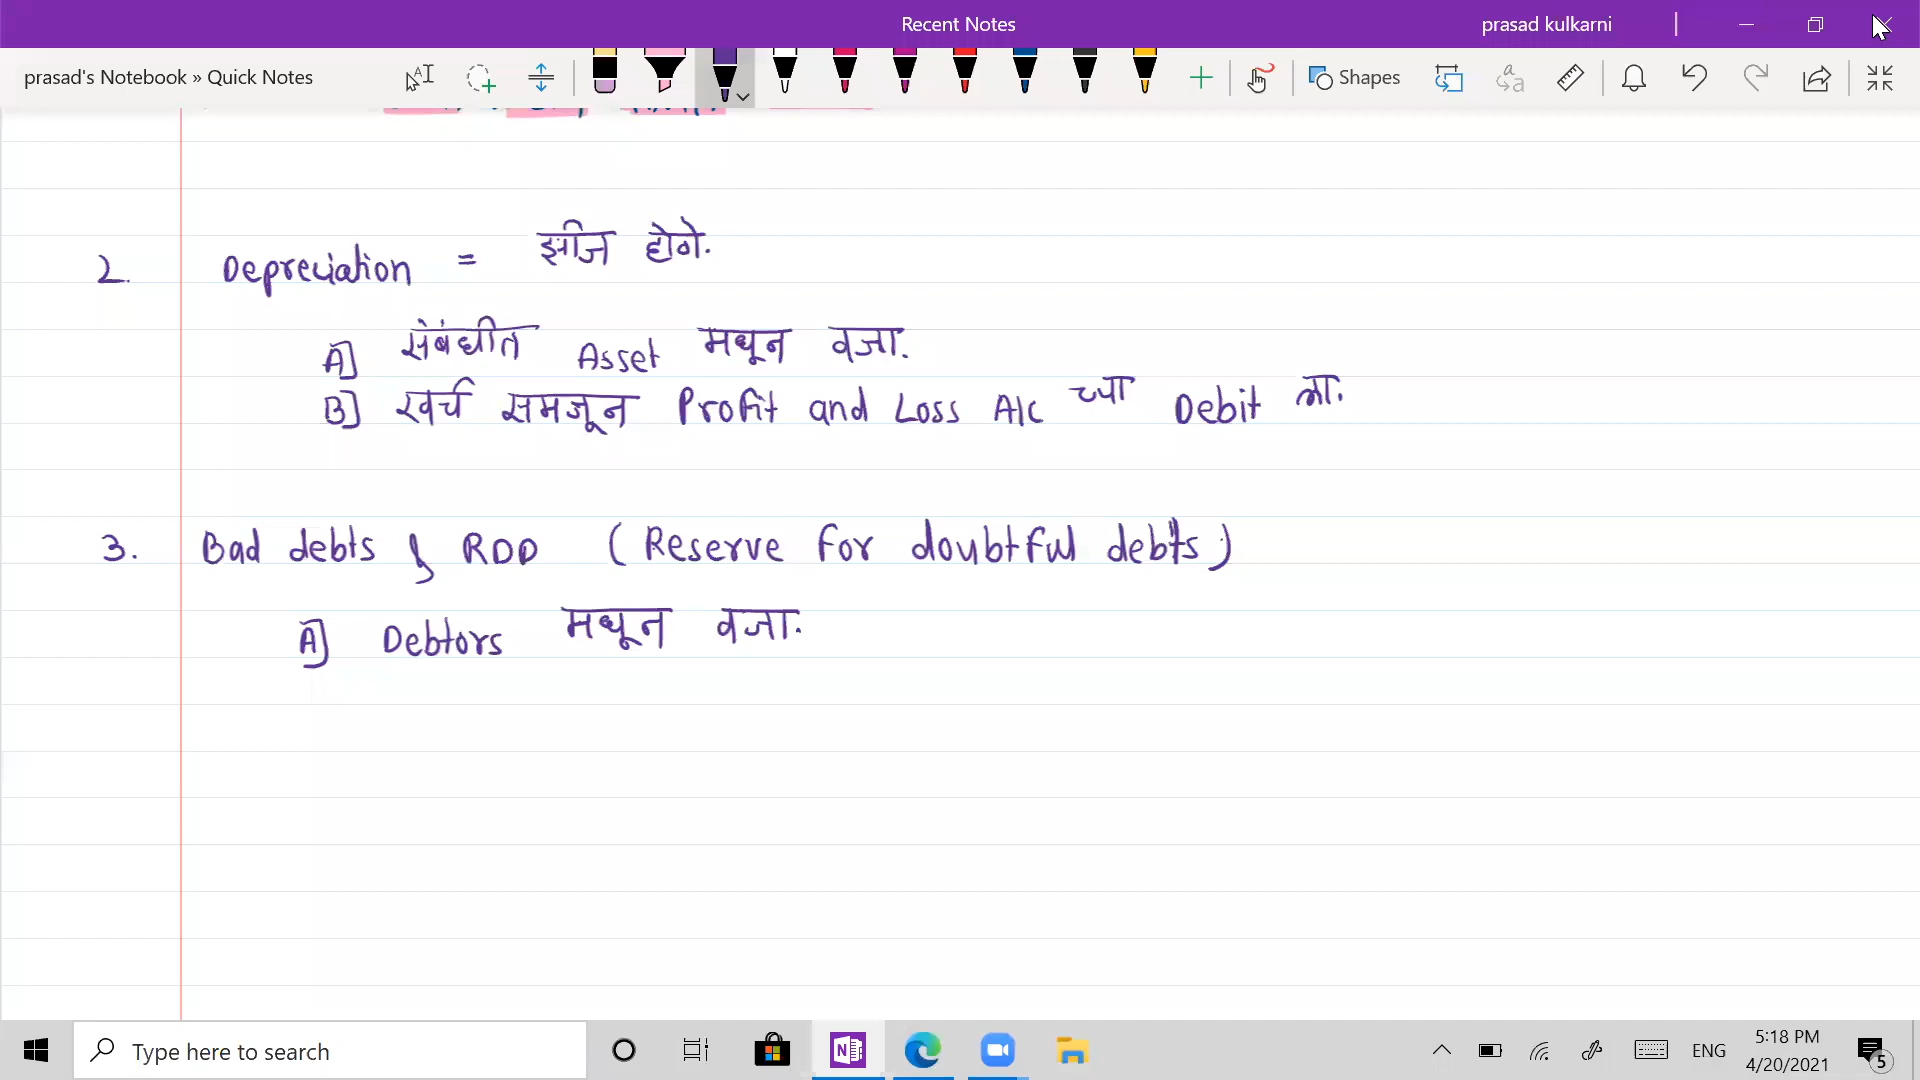 Recent Notes
prasad kulkarni
prasad's Notebook » Quick Notes
Shapes
2. Depreciation = झीज होणे.
A] संबंधीत Asset मधून वजा.
B] खर्च समजून Profit and Loss A/c च्या Debit ला.
3. Bad debts & RDD (Reserve for doubtful debts)
A] Debtors मधून वजा.
Type here to search
ENG
5:18 PM
4/20/2021
5